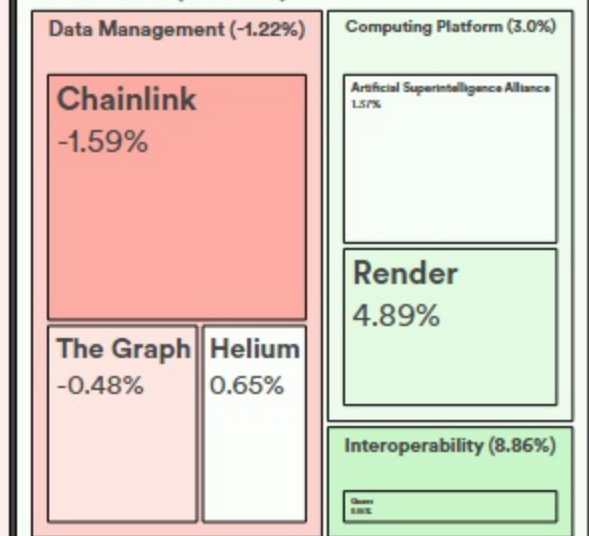 Data Management (-1.22%)
Chainlink
-1.59%
The Graph
-0.48%
Helium
0.65%
Computing Platform (3.0%)
Artificial Superintelligence Alliance
1.57%
Render
4.89%
Interoperability (8.86%)